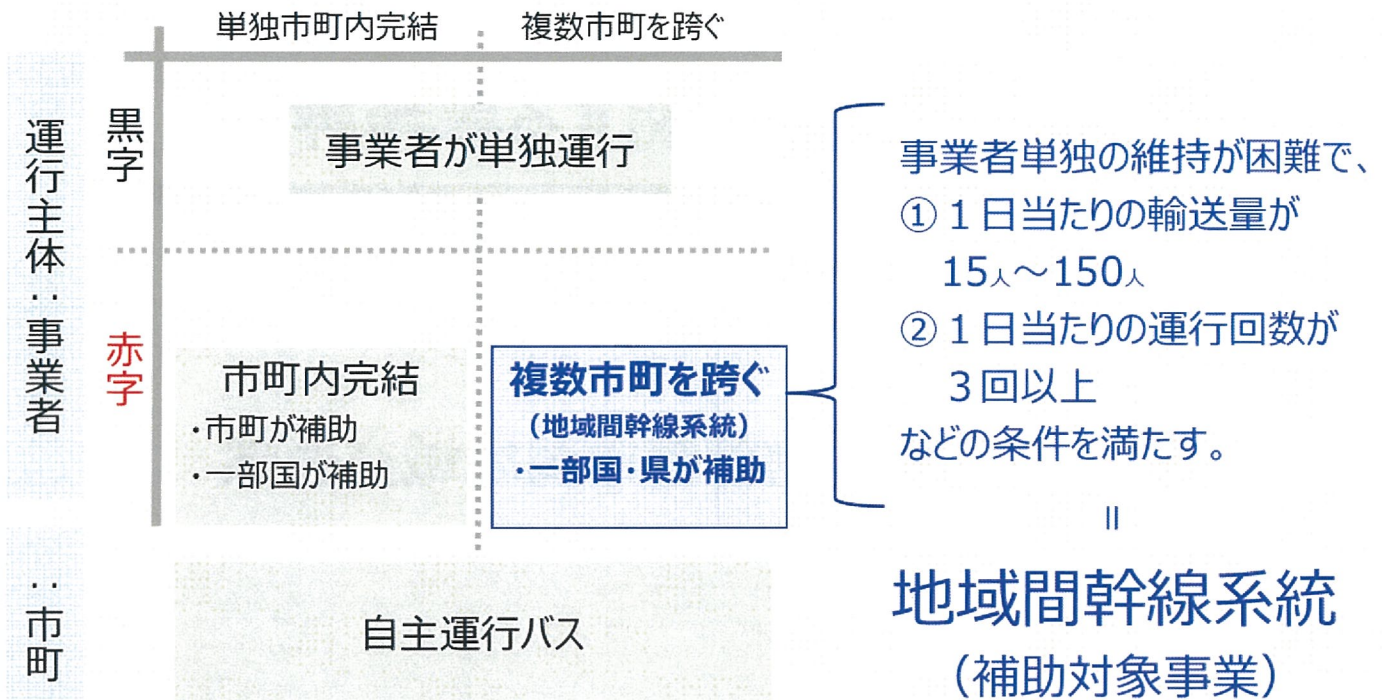 単独市町内完結
複数市町を跨ぐ
運行主体：事業者
黒字
事業者が単独運行
赤字
市町内完結
・市町が補助
・一部国が補助
複数市町を跨ぐ
（地域間幹線系統）
・一部国・県が補助
：市町
自主運行バス
事業者単独の維持が困難で、
① １日当たりの輸送量が
15人～150人
② １日当たりの運行回数が
３回以上
などの条件を満たす。
＝
地域間幹線系統
（補助対象事業）